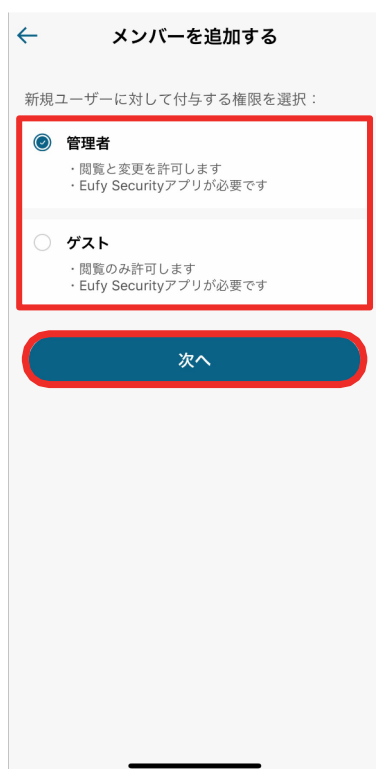 メンバーを追加する
新規ユーザーに対して付与する権限を選択：
管理者
・閲覧と変更を許可します
・Eufy Securityアプリが必要です
ゲスト
・閲覧のみ許可します
・Eufy Securityアプリが必要です
次へ